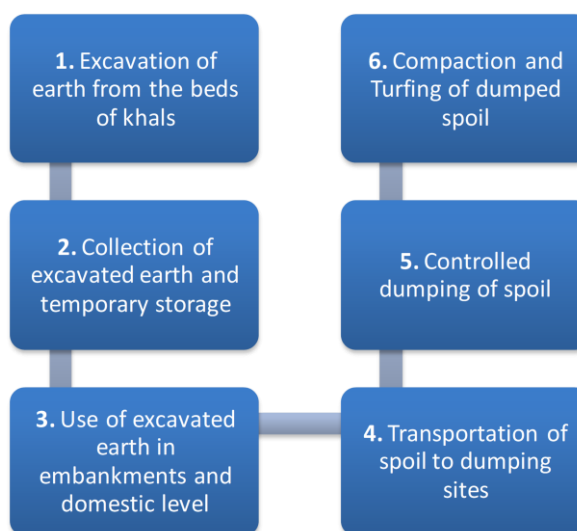 1. Excavation of
earth from the beds
of khals
2. Collection of
excavated earth and
temporary storage
3. Use of excavated
earth in
embankments and
domestic level
4. Transportation of
spoil to dumping
sites
5. Controlled
dumping of spoil
6. Compaction and
Turfing of dumped
spoil